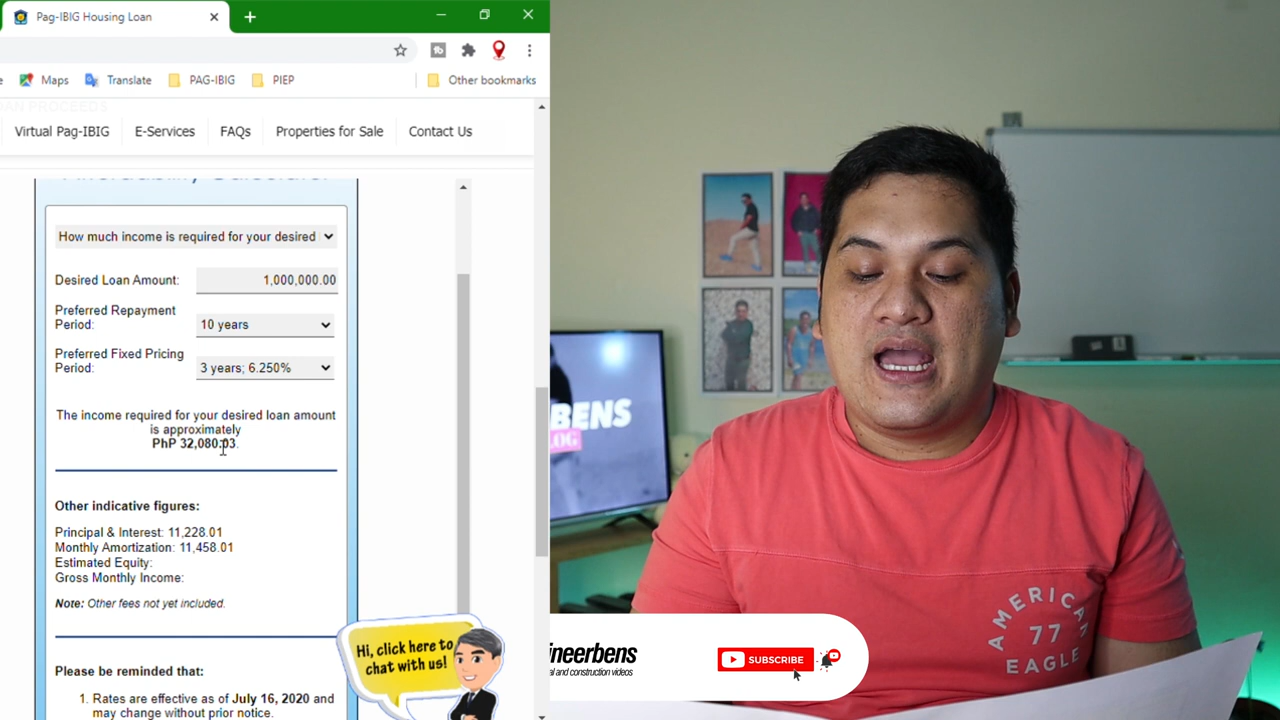 Pag-IBIG Housing Loan
Maps
Translate
PAG-IBIG
PIEP
Other bookmarks
Virtual Pag-IBIG
E-Services
FAQs
Properties for Sale
Contact Us
How much income is required for your desired
Desired Loan Amount:
1,000,000.00
Preferred Repayment
Period:
10 years
Preferred Fixed Pricing
Period:
3 years; 6.250%
The income required for your desired loan amount
is approximately
PhP 32,080.03.
Other indicative figures:
Principal & Interest: 11,228.01
Monthly Amortization: 11,458.01
Estimated Equity:
Gross Monthly Income:
Note: Other fees not yet included.
Please be reminded that:
1. Rates are effective as of July 16, 2020 and
may change without prior notice.
Hi, click here to
chat with us!
BENS
LOG
neerbens
al and construction videos
SUBSCRIBE
AMERICAN
77
EAGLE